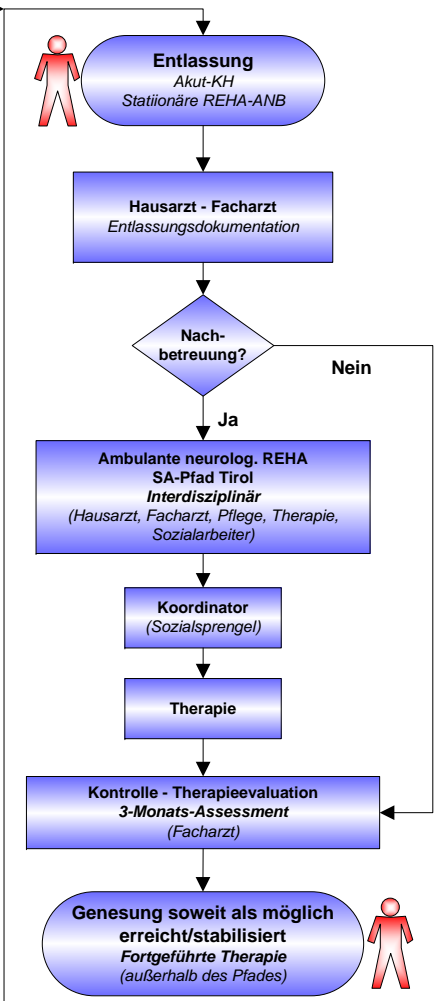 Entlassung
Akut-KH
Statiionäre REHA-ANB
Hausarzt - Facharzt
Entlassungsdokumentation
Nach-
betreuung?
Nein
Ja
Ambulante neurolog. REHA
SA-Pfad Tirol
Interdisziplinär
(Hausarzt, Facharzt, Pflege, Therapie,
Sozialarbeiter)
Koordinator
(Sozialsprengel)
Therapie
Kontrolle - Therapieevaluation
3-Monats-Assessment
(Facharzt)
Genesung soweit als möglich
erreicht/stabilisiert
Fortgeführte Therapie
(außerhalb des Pfades)